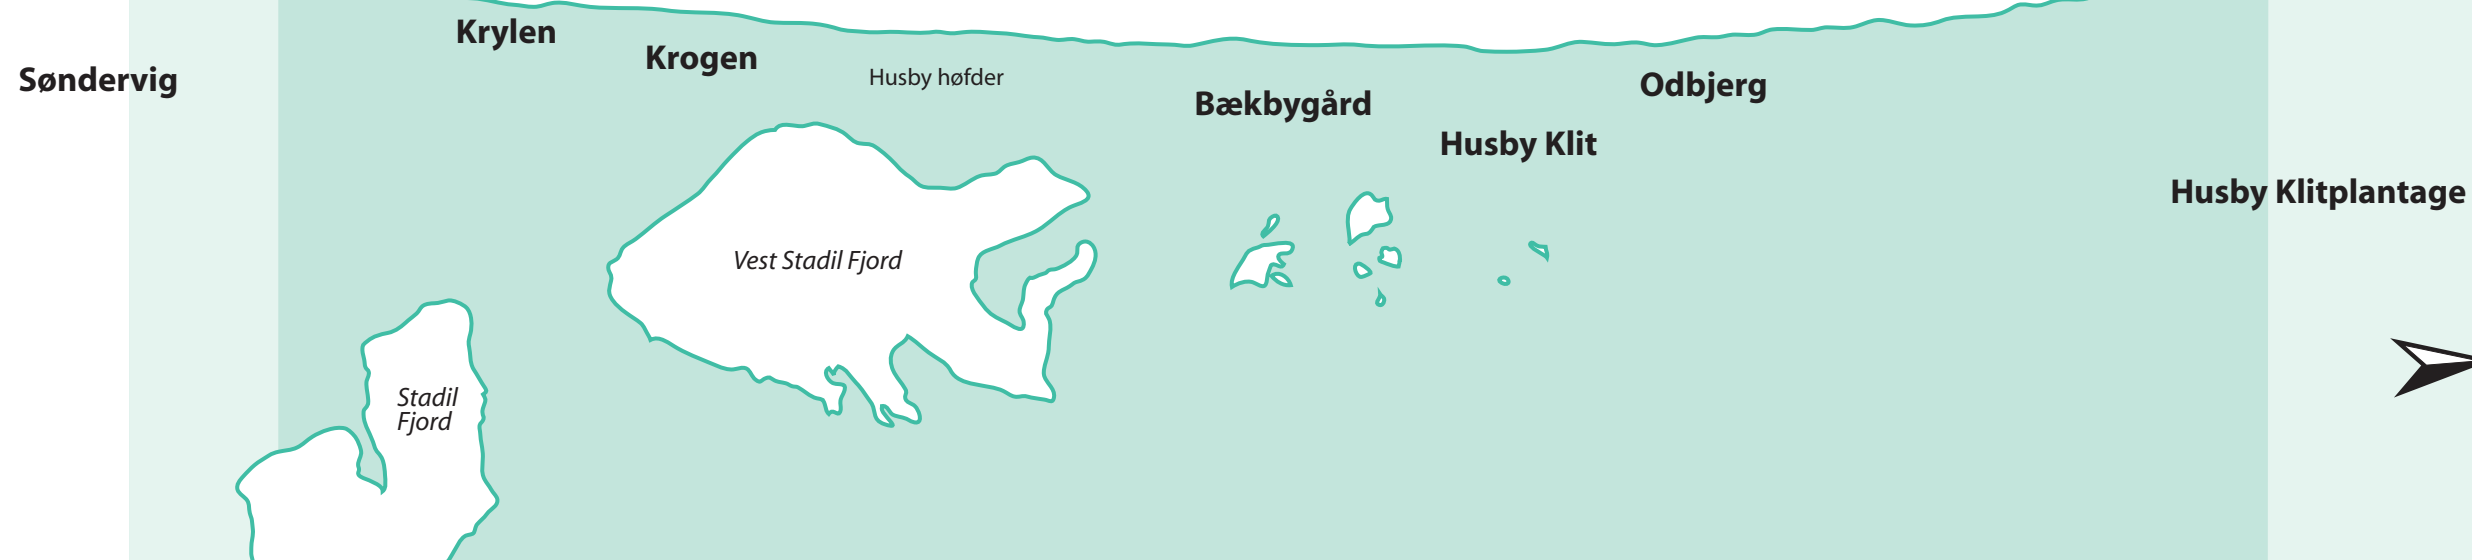 Krylen
Krogen
Søndervig
Husby høfder
Bækbygård
Odbjerg
Husby Klit
Husby Klitplantage
Vest Stadil Fjord
Stadil
Fjord